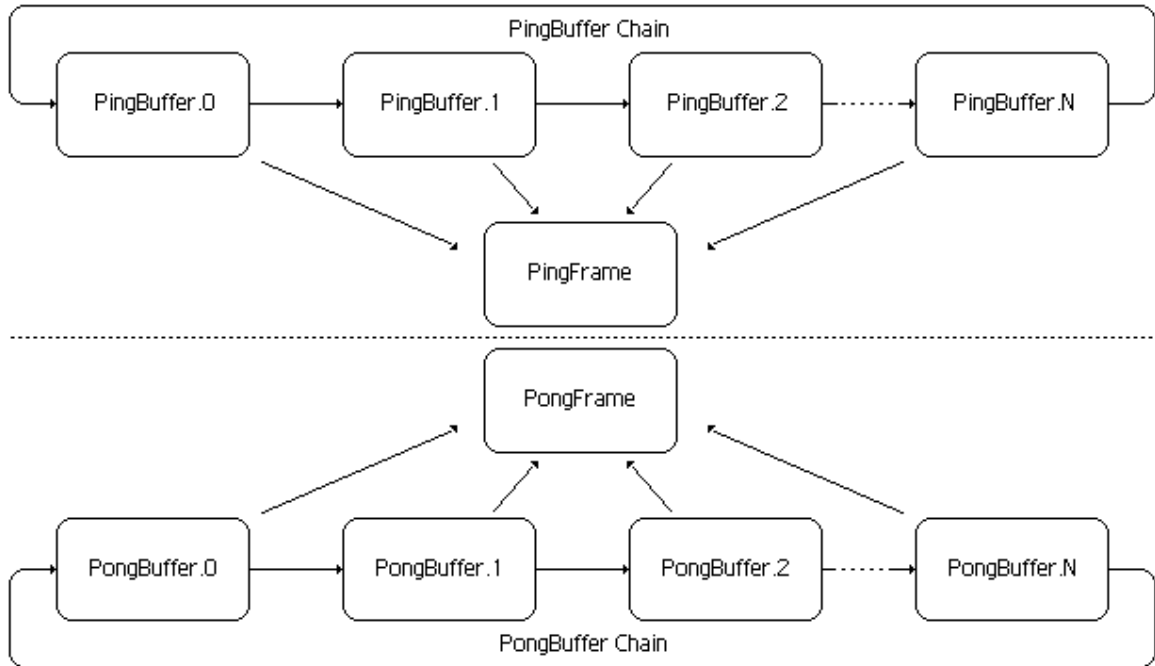 PingBuffer Chain
PingBuffer.0
PingBuffer.1
PingBuffer.2
PingBuffer.N
PingFrame
PongFrame
PongBuffer.0
PongBuffer.1
PongBuffer.2
PongBuffer.N
PongBuffer Chain